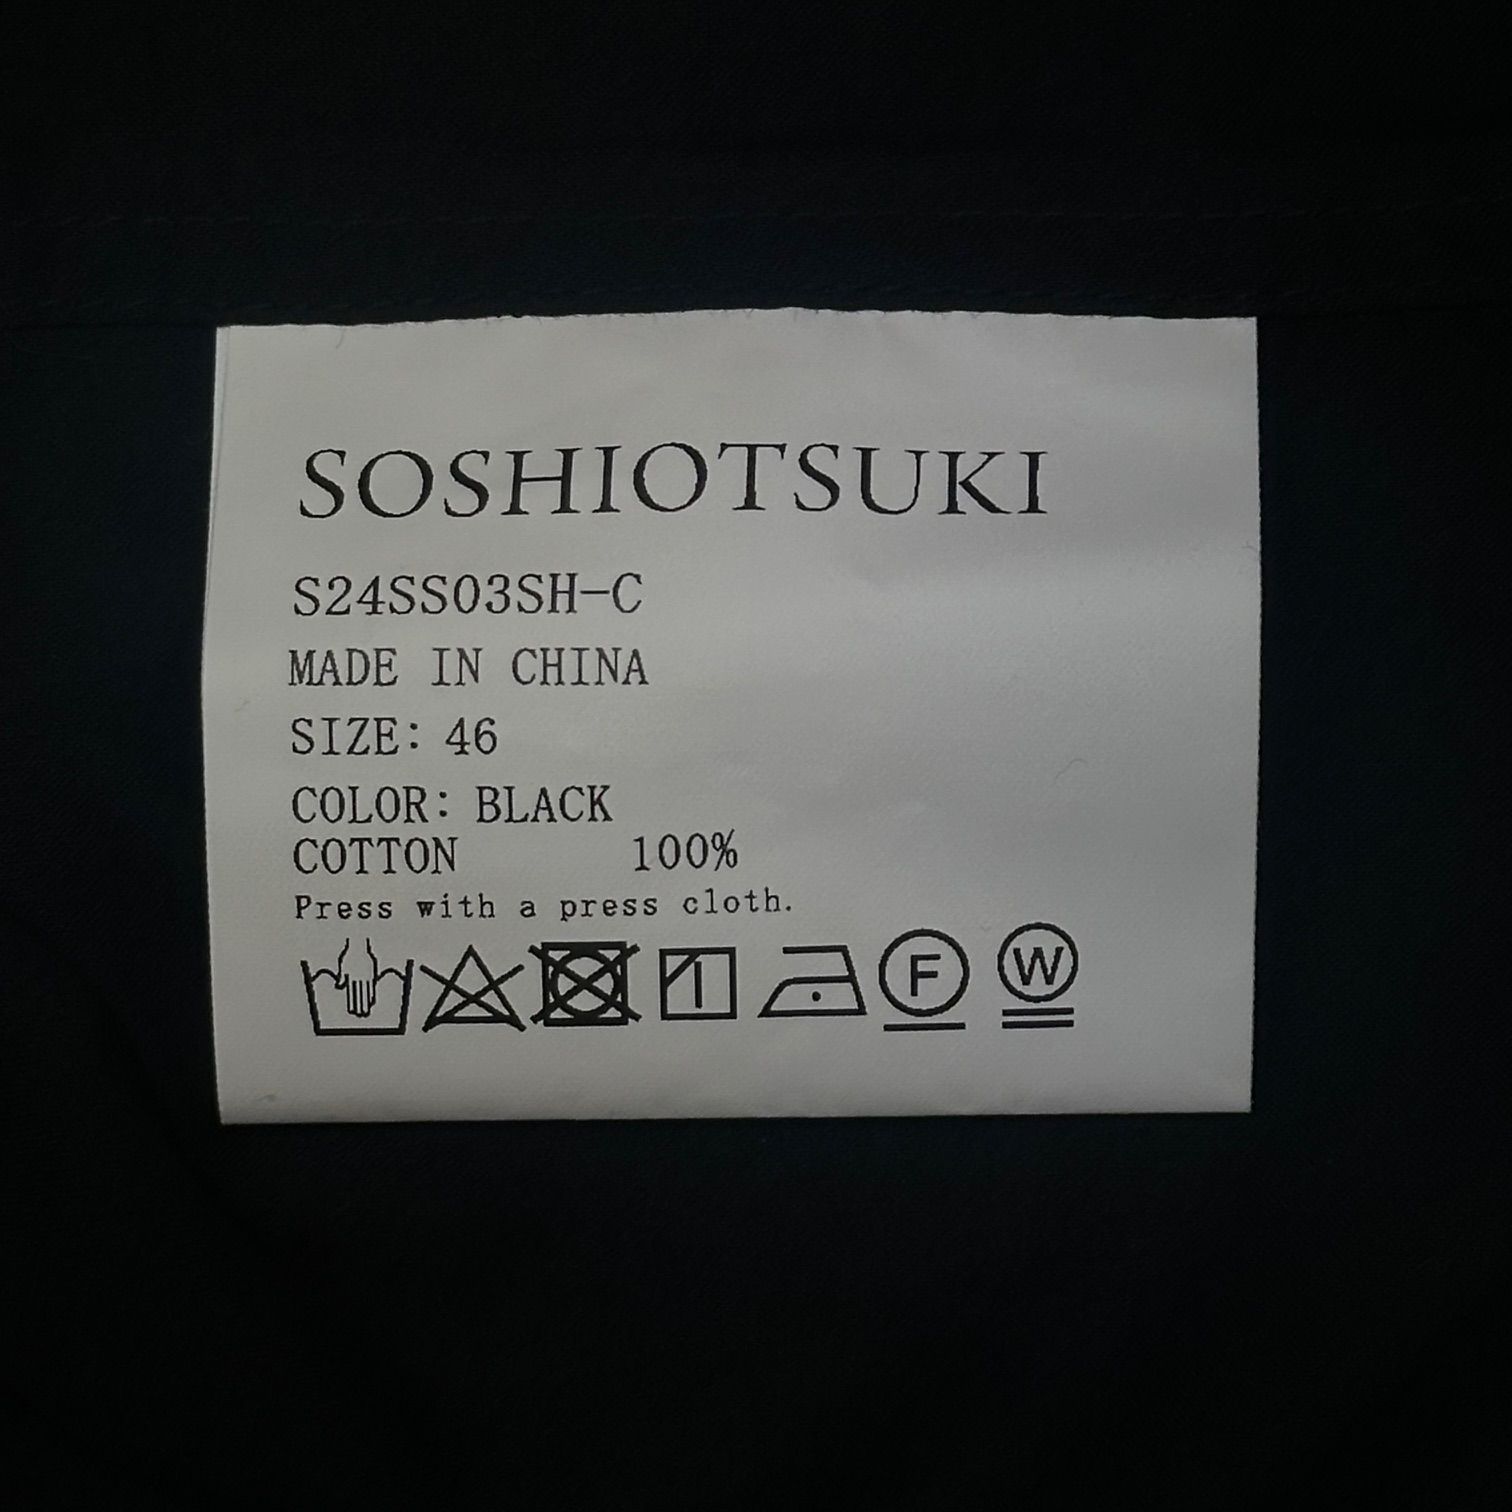 SOSHIOTSUKI
S24SS03SH-C
MADE IN CHINA
SIZE: 46
COLOR: BLACK
COTTON 100%
Press with a press cloth.
F W